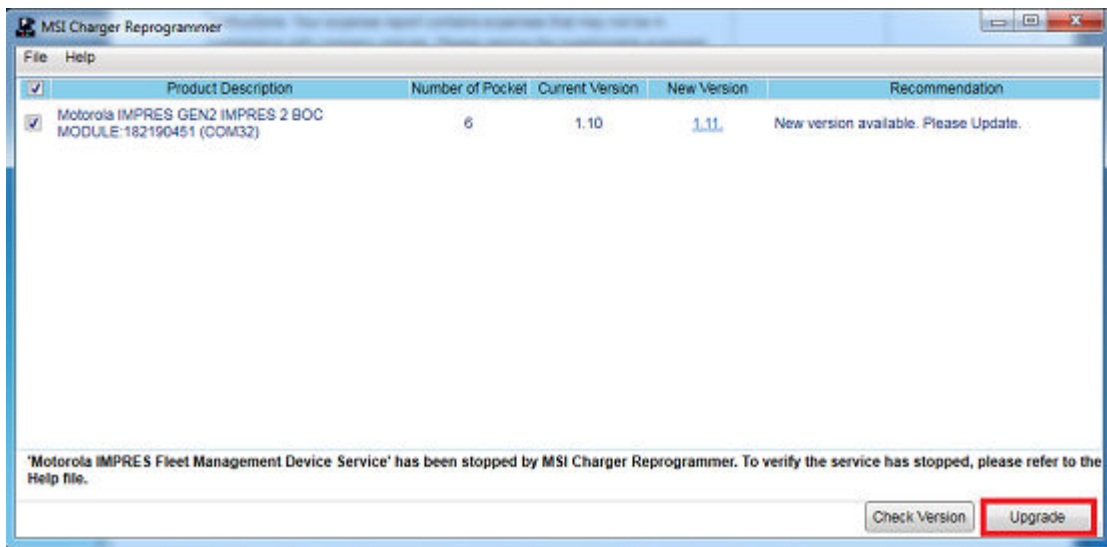 MSI Charger Reprogrammer
File Help
Product Description Number of Pocket Current Version New Version Recommendation
Motorola IMPRES GEN2 IMPRES 2 BOC 6 1.10 1.11. New version available. Please Update.
MODULE:182190451 (COM32)
'Motorola IMPRES Fleet Management Device Service' has been stopped by MSI Charger Reprogrammer. To verify the service has stopped, please refer to the
Help file.
Check Version Upgrade